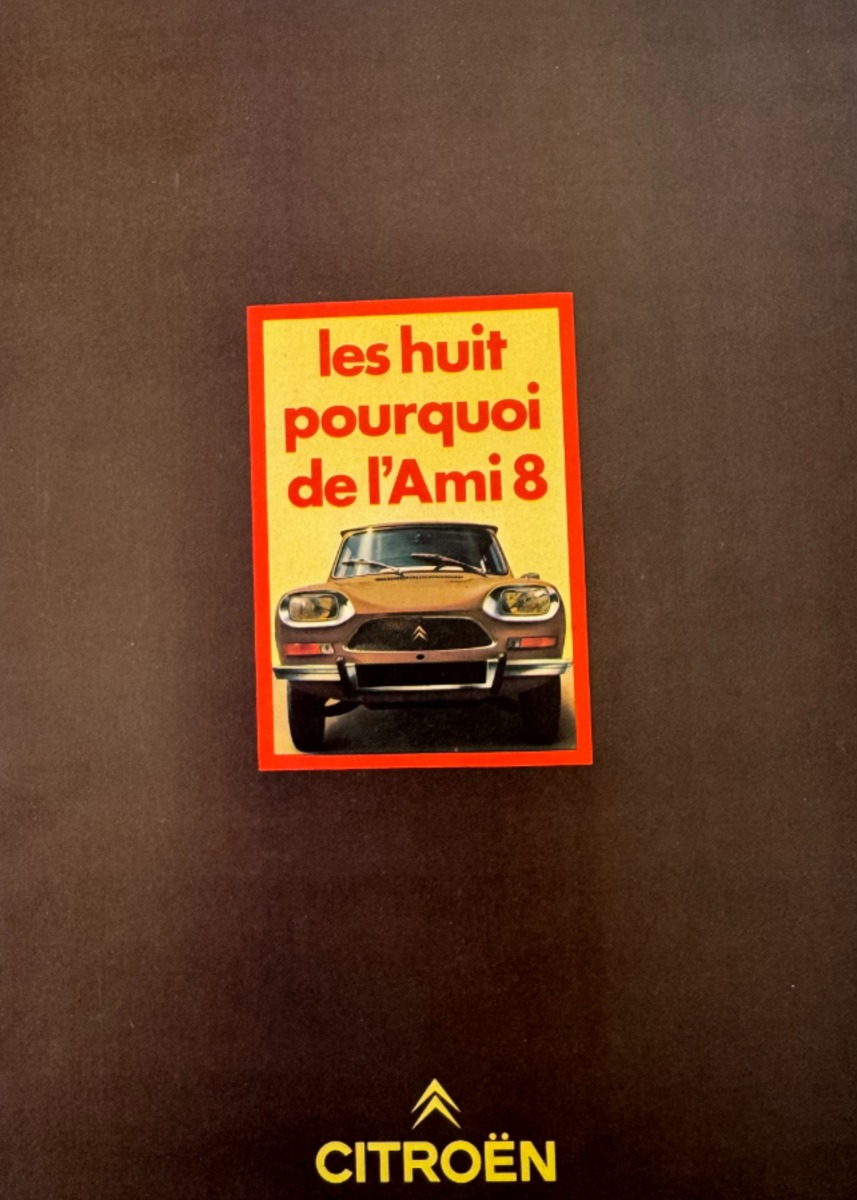 les huit
pourquoi
de l'Ami 8
CITROËN